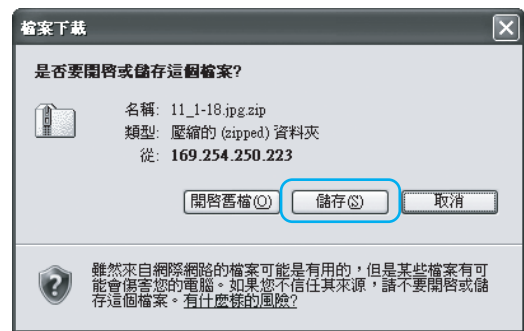 檔案下載
是否要開啓或儲存這個檔案?
名稱: 11_1-18.jpg.zip
類型: 壓縮的 (zipped) 資料夾
從: 169.254.250.223
開啓舊檔(O) 儲存(S) 取消
雖然來自網際網路的檔案可能是有用的，但是某些檔案有可
能會傷害您的電腦。如果您不信任其來源，請不要開啓或儲
存這個檔案。有什麼樣的風險?